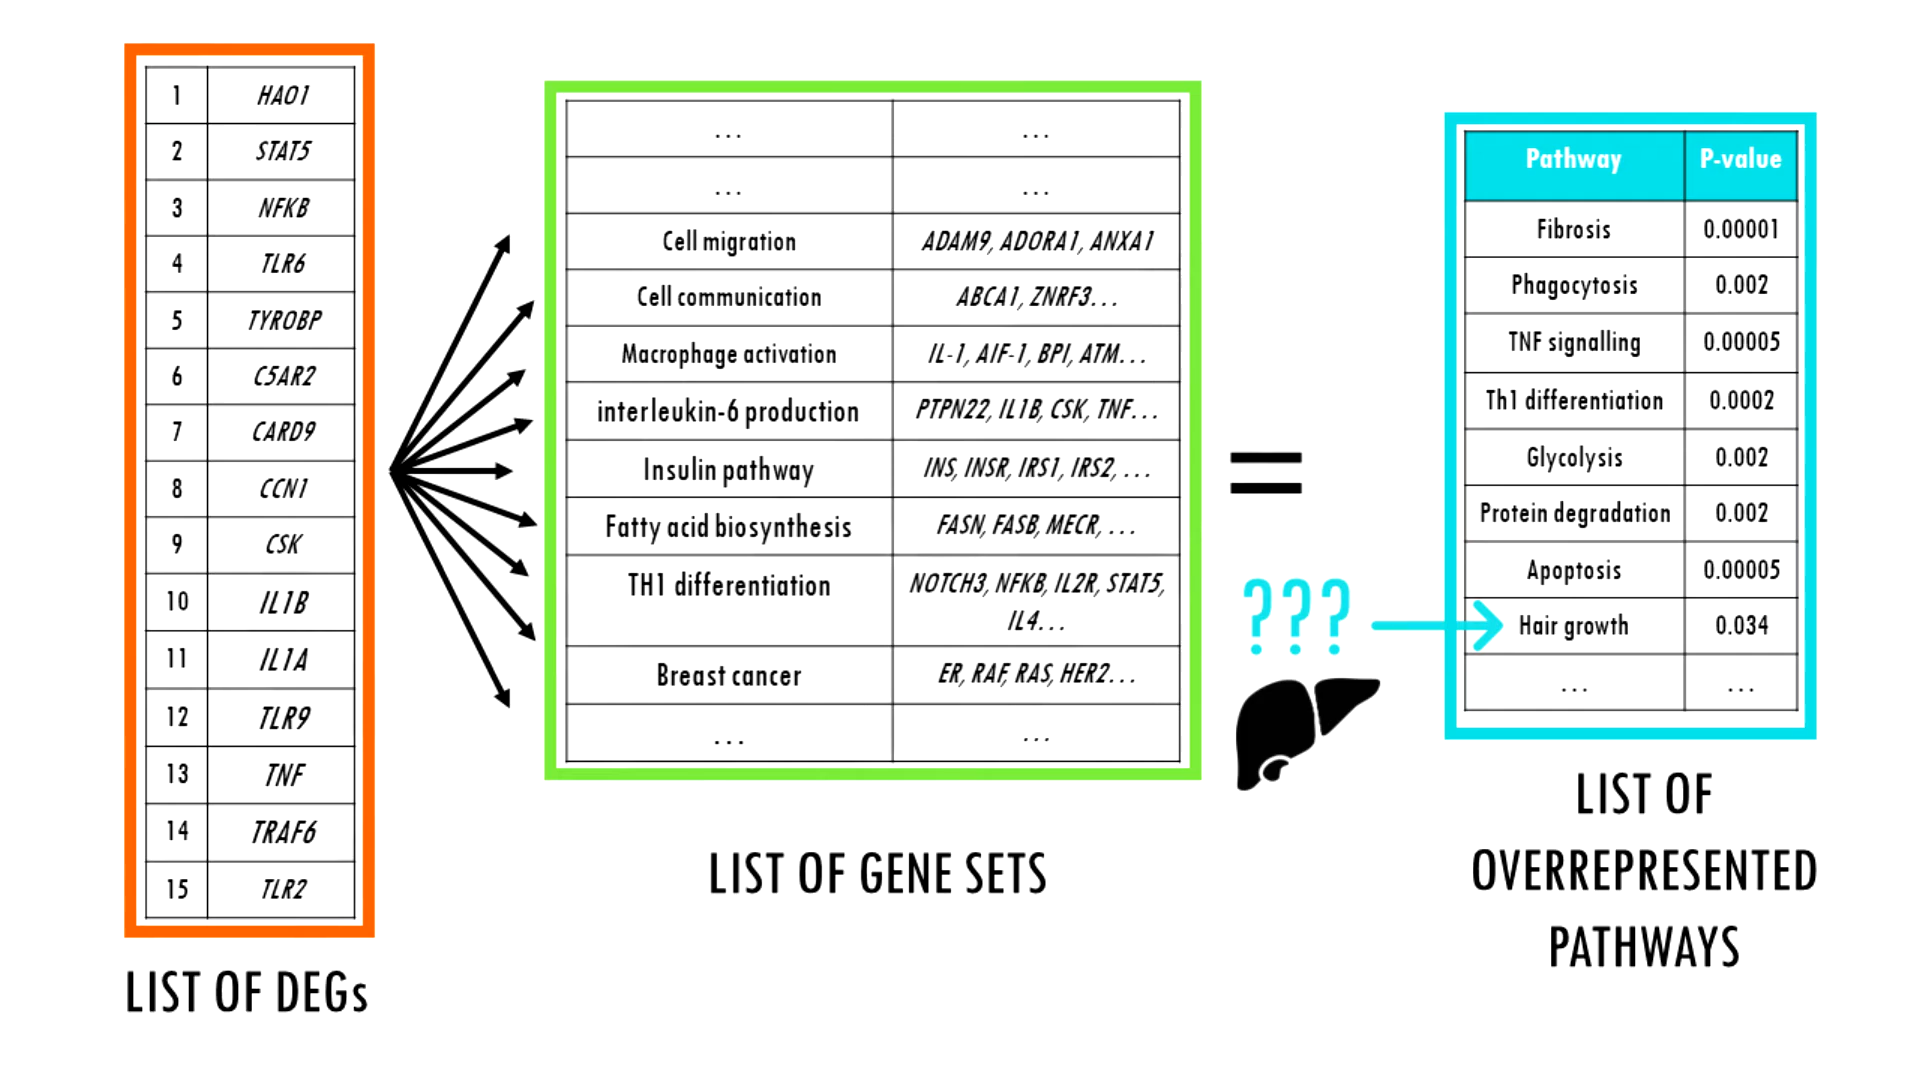 1 HAO1
2 STAT5
3 NFKB
4 TLR6
5 TYROBP
6 C5AR2
7 CARD9
8 CCN1
9 CSK
10 IL1B
11 IL1A
12 TLR9
13 TNF
14 TRAF6
15 TLR2
LIST OF DEGs
... ...
... ...
Cell migration ADAM9, ADORA1, ANXA1
Cell communication ABCA1, ZNRF3...
Macrophage activation IL-1, AIF-1, BPI, ATM...
interleukin-6 production PTPN22, IL1B, CSK, TNF...
Insulin pathway INS, INSR, IRS1, IRS2, ...
Fatty acid biosynthesis FASN, FASB, MECR, ...
TH1 differentiation NOTCH3, NFKB, IL2R, STAT5,
IL4...
Breast cancer ER, RAF, RAS, HER2...
... ...
LIST OF GENE SETS
=
???
Pathway P-value
Fibrosis 0.00001
Phagocytosis 0.002
TNF signalling 0.00005
Th1 differentiation 0.0002
Glycolysis 0.002
Protein degradation 0.002
Apoptosis 0.00005
Hair growth 0.034
... ...
LIST OF
OVERREPRESENTED
PATHWAYS